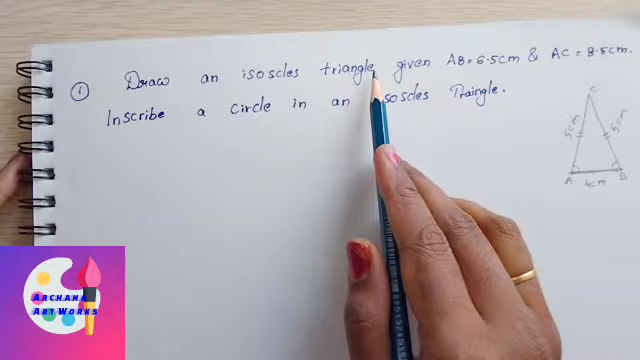 ① Draw an isoscles triangle given AB=6.5cm & AC=8.5cm.
Inscribe a circle in an soscles Traingle.
C
5cm 5cm
A 4cm B
ARCHANA
ART WORKS